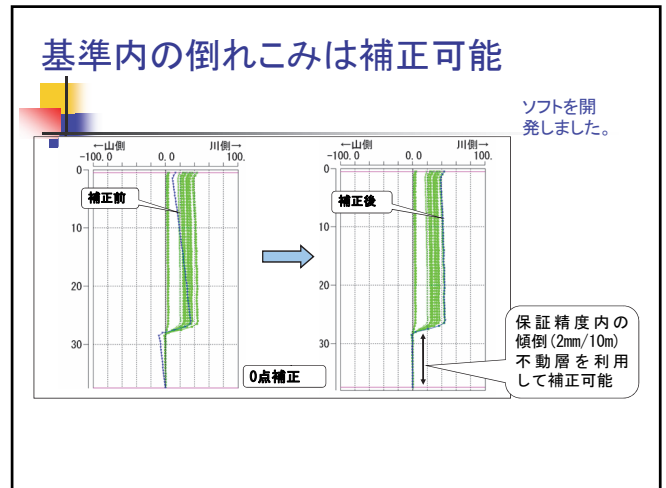 基準内の倒れこみは補正可能
ソフトを開
発しました。
←山側 川側→
-100.0 0.0 100.
0
10
20
30
補正前
0点補正
←山側 川側→
-100.0 0.0 100.
0
10
20
30
補正後
保証精度内の
傾倒(2mm/10m)
不動層を利用
して補正可能